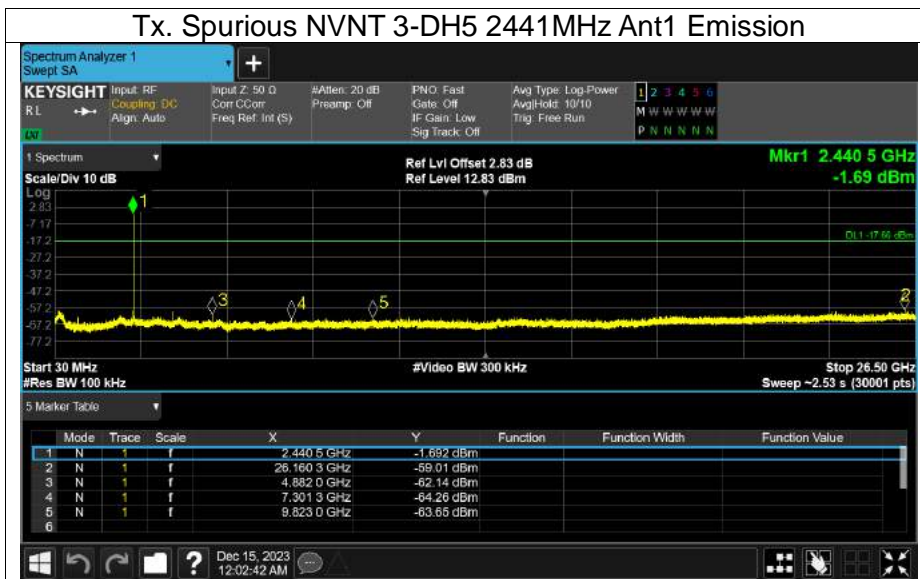 Tx. Spurious NVNT 3-DH5 2441MHz Ant1 Emission
Spectrum Analyzer 1
Swept SA
+
KEYSIGHT Input: RF Input Z: 50 Ω #Atten: 20 dB PNO: Fast Avg Type: Log-Power 1 2 3 4 5 6
RL Coupling: DC Corr CCorr Preamp: Off Gate: Off Avg|Hold: 10/10 M W W W W W
Align: Auto Freq Ref: Int (S) IF Gain: Low Trig: Free Run
Sig Track: Off P N N N N N
1 Spectrum Ref Lvl Offset 2.83 dB Mkr1 2.440 5 GHz
Scale/Div 10 dB Ref Level 12.83 dBm -1.69 dBm
Log
2.83 1
-7.17
-17.2 DL1 -17.66 dBm
-27.2
-37.2
-47.2 2
-57.2 3 4 5
-67.2
-77.2
Start 30 MHz #Video BW 300 kHz Stop 26.50 GHz
#Res BW 100 kHz Sweep ~2.53 s (30001 pts)
5 Marker Table
Mode Trace Scale X Y Function Function Width Function Value
1 N 1 f 2.440 5 GHz -1.692 dBm
2 N 1 f 26.160 3 GHz -59.01 dBm
3 N 1 f 4.882 0 GHz -62.14 dBm
4 N 1 f 7.301 3 GHz -64.26 dBm
5 N 1 f 9.823 0 GHz -63.65 dBm
6
? Dec 15, 2023
12:02:42 AM